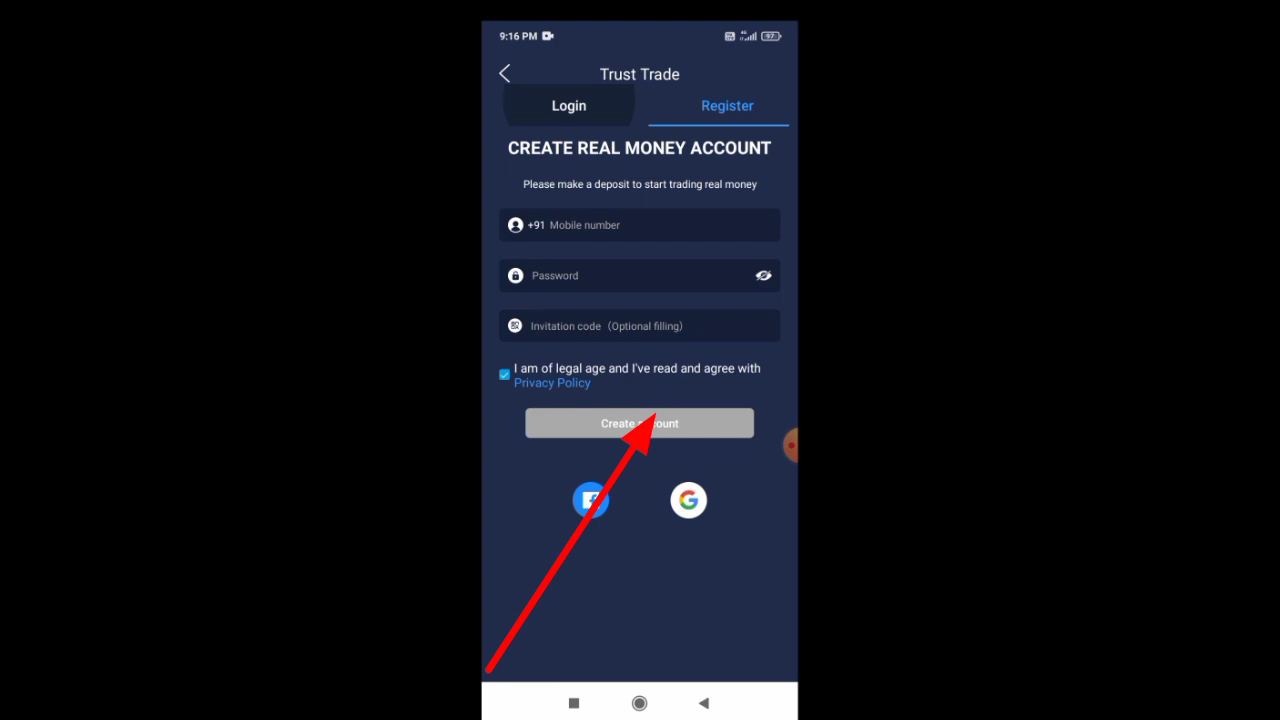 9:16 PM
97
Trust Trade
Login
Register
CREATE REAL MONEY ACCOUNT
Please make a deposit to start trading real money
+91 Mobile number
Password
Invitation code（Optional filling）
I am of legal age and I've read and agree with
Privacy Policy
Create account